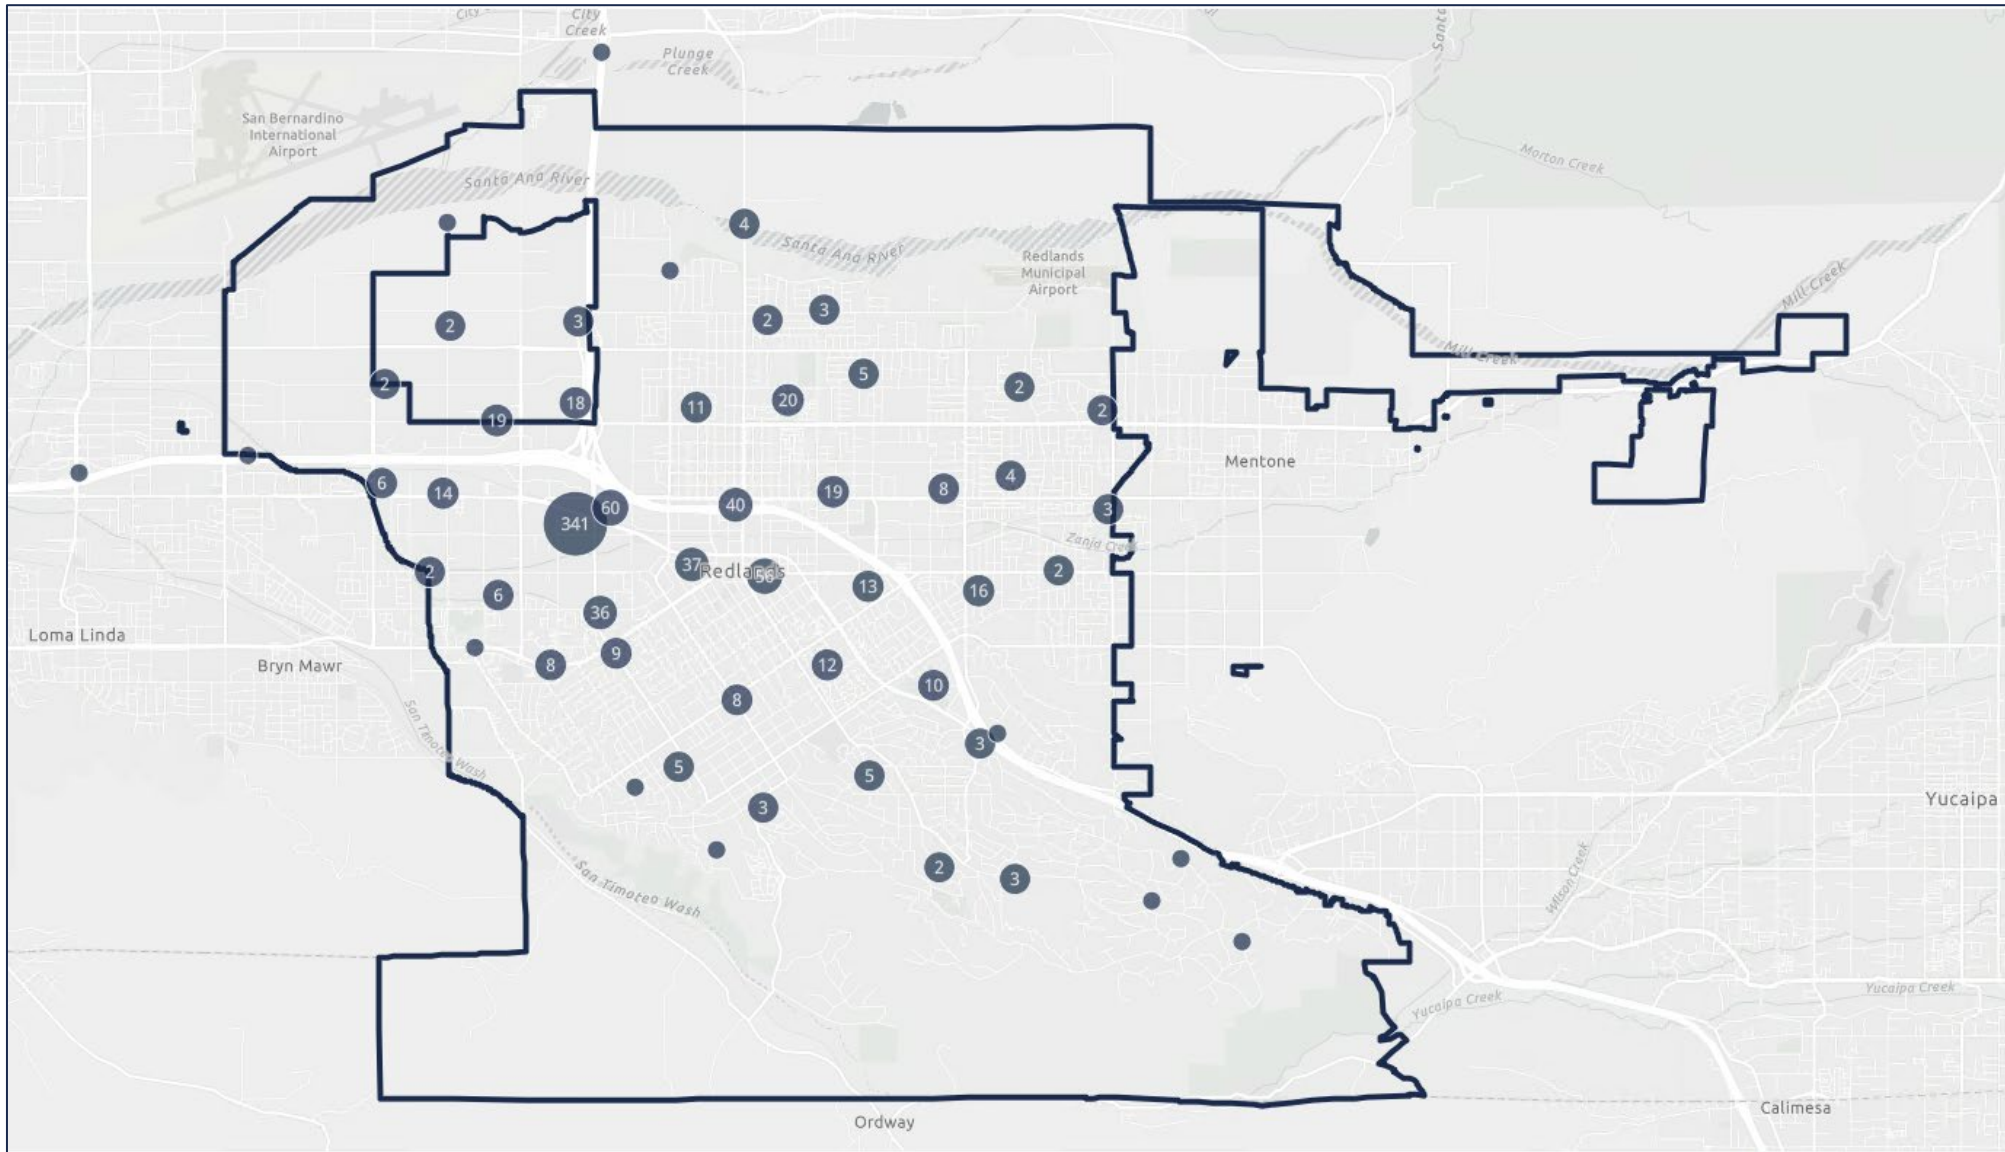 City
Creek
Plunge
Creek
San Bernardino
International
Airport
Morton Creek
Santa Ana River
4
Santa Ana River
Redlands
Municipal
Airport
Mill Creek
2
3
2
3
Mill Creek
2
5
2
18
11
20
2
19
Mentone
6
14
4
60
40
19
8
341
3
Zanja Creek
37
Redlands
56
2
2
13
16
6
36
Loma Linda
Bryn Mawr
8
9
12
10
8
San Timoteo Wash
3
5
5
3
Yucaipa
2
3
San Timoteo Wash
Wilson Creek
Yucaipa Creek
Yucaipa Creek
Calimesa
Ordway